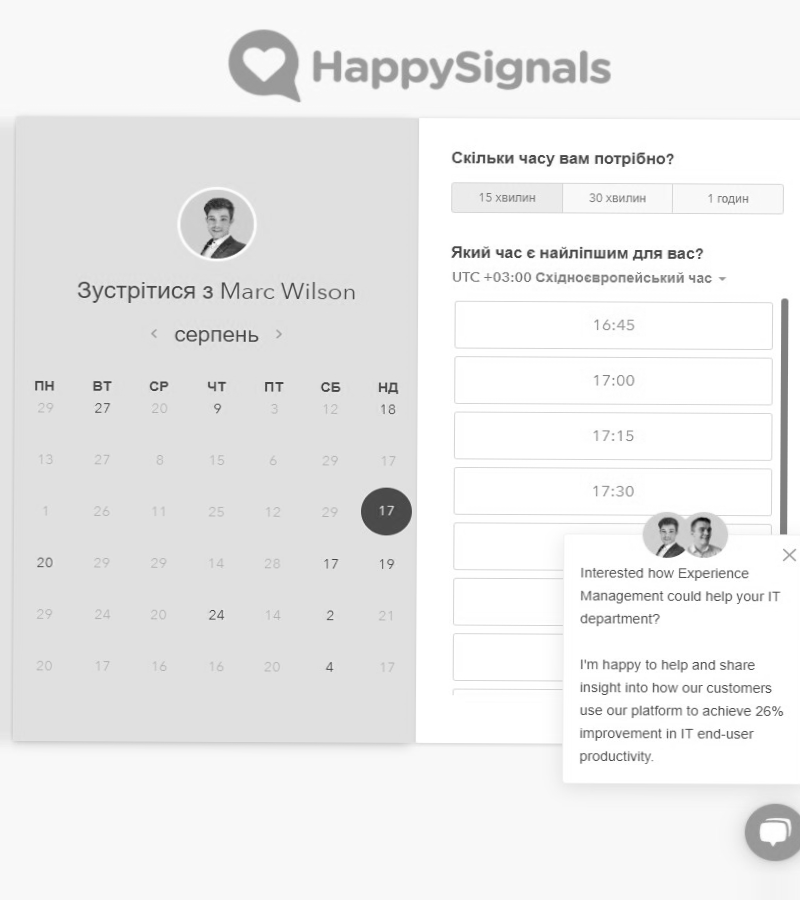 HappySignals
Зустрітися з Marc Wilson
серпень
ПН ВТ СР ЧТ ПТ СБ НД
29 27 20 9 3 12 18
13 27 8 15 6 29 17
1 26 11 25 12 29 17
20 29 29 14 28 17 19
29 24 20 24 14 2 21
20 17 16 16 20 4 17
Скільки часу вам потрібно?
15 хвилин 30 хвилин 1 годин
Який час є найліпшим для вас?
UTC +03:00 Східноєвропейський час
16:45
17:00
17:15
17:30
Interested how Experience
Management could help your IT
department?
I'm happy to help and share
insight into how our customers
use our platform to achieve 26%
improvement in IT end-user
productivity.